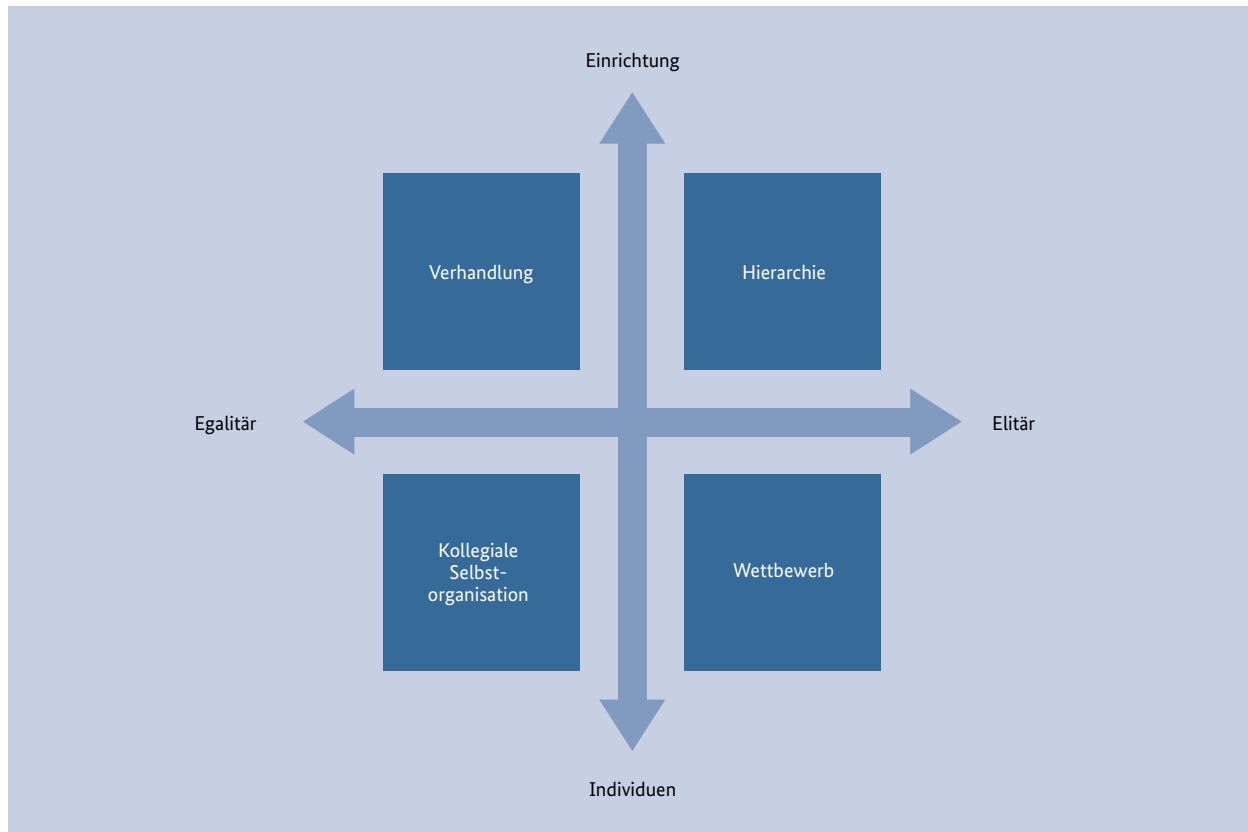 Einrichtung
Verhandlung
Hierarchie
Egalitär
Elitär
Kollegiale
Selbst-
organisation
Wettbewerb
Individuen